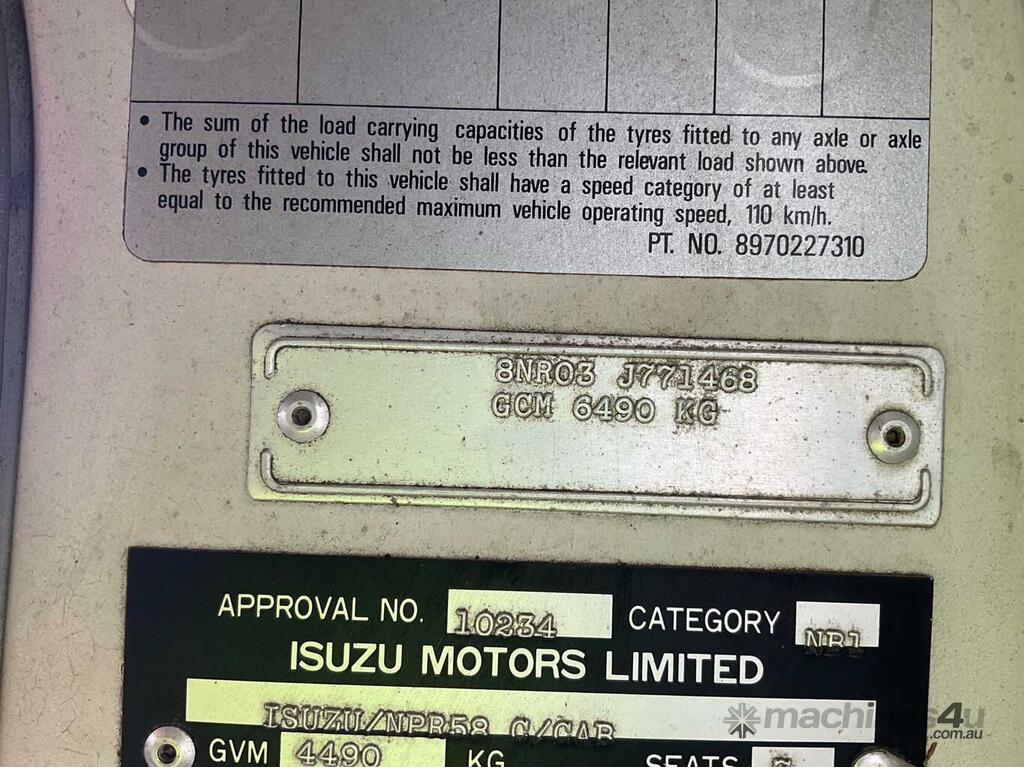 • The sum of the load carrying capacities of the tyres fitted to any axle or axle
group of this vehicle shall not be less than the relevant load shown above.
• The tyres fitted to this vehicle shall have a speed category of at least
equal to the recommended maximum vehicle operating speed, 110 km/h.
PT. NO. 8970227310
8NR03 J771468
GCM 6490 KG
APPROVAL NO. 10234 CATEGORY NB1
ISUZU MOTORS LIMITED
ISUZU/NPR58 C/CAB
machines4u
.com.au
GVM 4490 KG SEATS